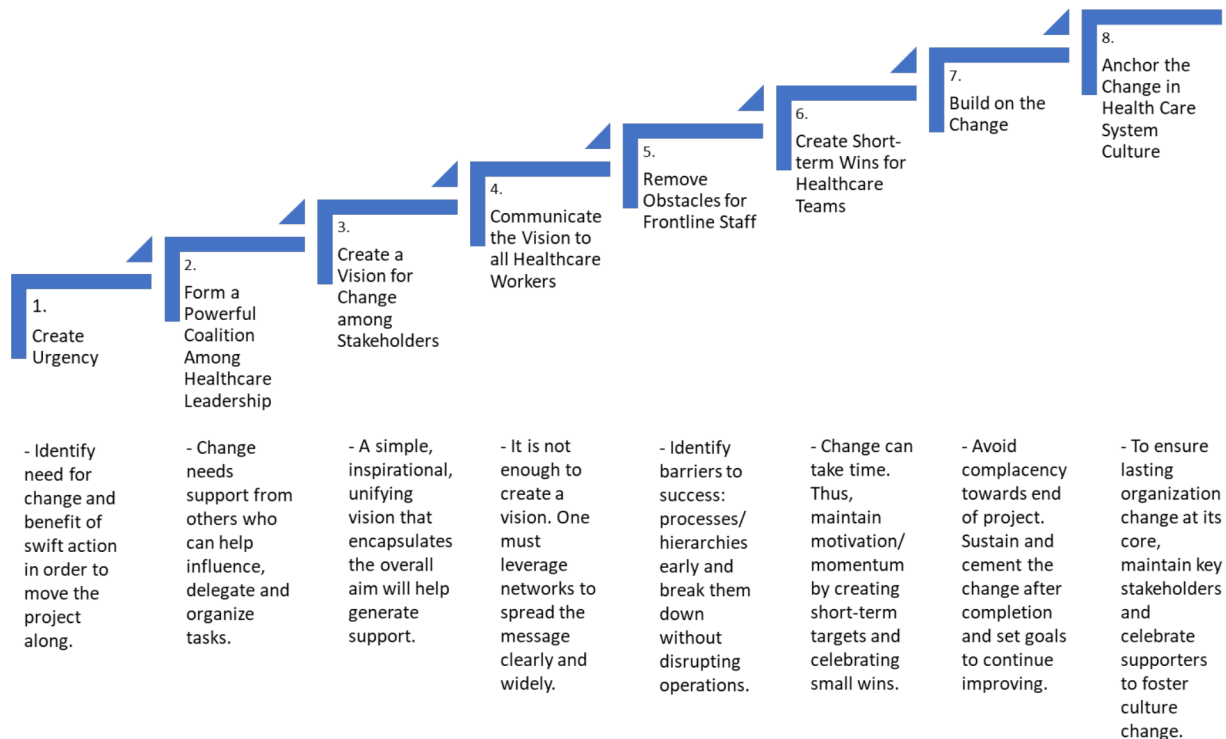 1.
Create
Urgency
2.
Form a
Powerful
Coalition
Among
Healthcare
Leadership
3.
Create a
Vision for
Change
among
Stakeholders
4.
Communicate
the Vision to
all Healthcare
Workers
5.
Remove
Obstacles for
Frontline Staff
6.
Create Short-
term Wins for
Healthcare
Teams
7.
Build on the
Change
8.
Anchor the
Change in
Health Care
System
Culture
- Identify
need for
change and
benefit of
swift action
in order to
move the
project
along.
- Change
needs
support from
others who
can help
influence,
delegate and
organize
tasks.
- A simple,
inspirational,
unifying
vision that
encapsulates
the overall
aim will help
generate
support.
- It is not
enough to
create a
vision. One
must
leverage
networks to
spread the
message
clearly and
widely.
- Identify
barriers to
success:
processes/
hierarchies
early and
break them
down
without
disrupting
operations.
- Change can
take time.
Thus,
maintain
motivation/
momentum
by creating
short-term
targets and
celebrating
small wins.
- Avoid
complacency
towards end
of project.
Sustain and
cement the
change after
completion
and set goals
to continue
improving.
- To ensure
lasting
organization
change at its
core,
maintain key
stakeholders
and
celebrate
supporters
to foster
culture
change.